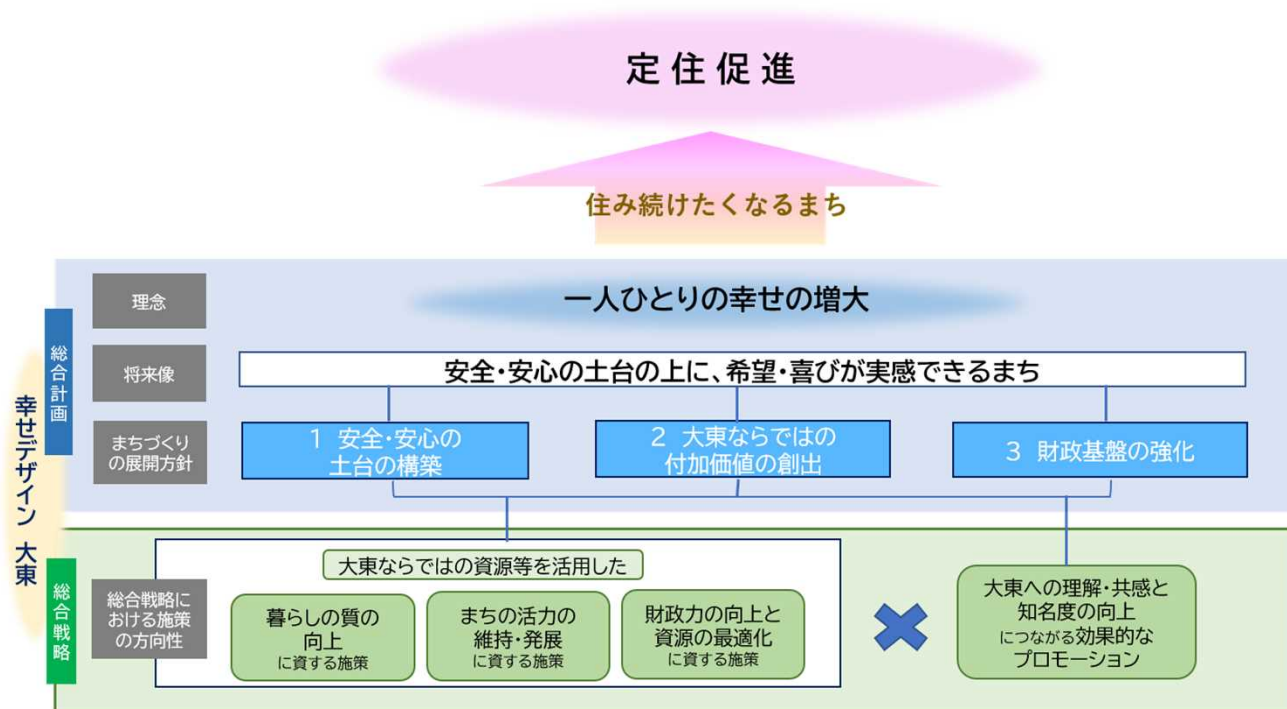 定住促進
住み続けたくなるまち
幸せデザイン 大東
総合計画
理念
一人ひとりの幸せの増大
将来像
安全・安心の土台の上に、希望・喜びが実感できるまち
まちづくり
の展開方針
1 安全・安心の
土台の構築
2 大東ならではの
付加価値の創出
3 財政基盤の強化
総合戦略
総合戦略に
おける施策
の方向性
大東ならではの資源等を活用した
暮らしの質の
向上
に資する施策
まちの活力の
維持・発展
に資する施策
財政力の向上と
資源の最適化
に資する施策
大東への理解・共感と
知名度の向上
につながる効果的な
プロモーション